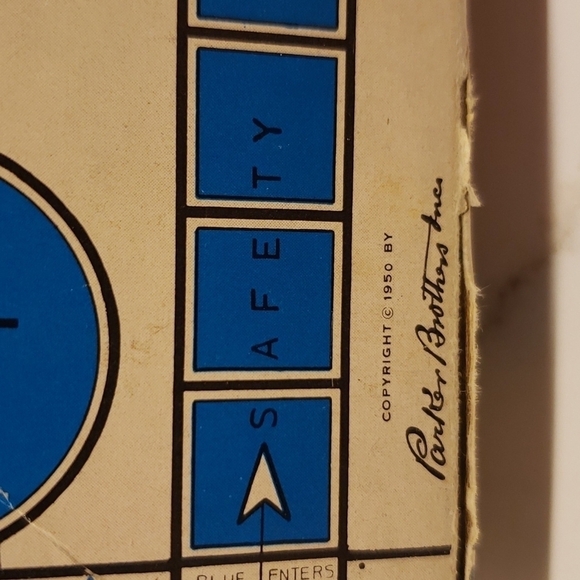 SAFETY
COPYRIGHT © 1950 BY
Parker Brothers Inc.
BLUE ENTERS